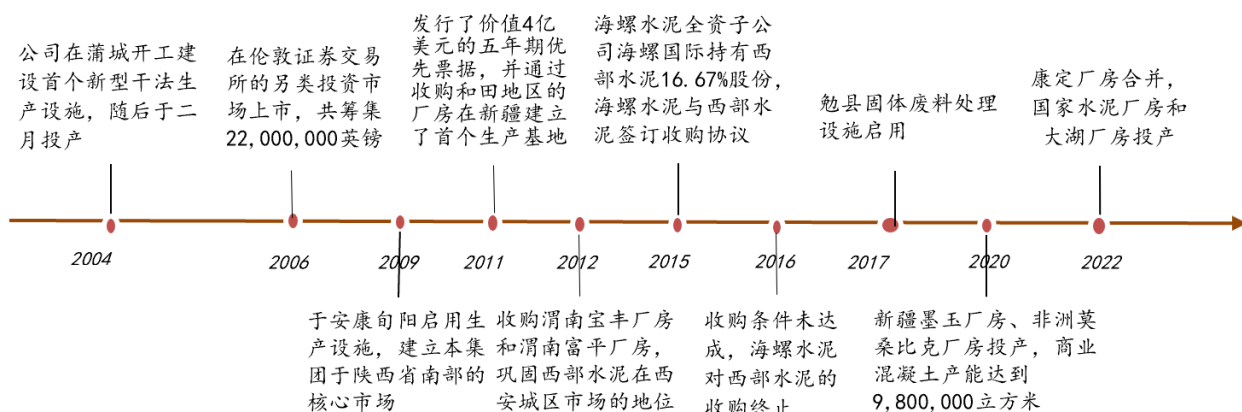 公司在蒲城开工建
设首个新型干法生
产设施，随后于二
月投产
在伦敦证券交易
所的另类投资市
场上市，共筹集
22,000,000英镑
发行了价值4亿
美元的五年期优
先票据，并通过
收购和田地区的
厂房在新疆建立
了首个生产基地
海螺水泥全资子公
司海螺国际持有西
部水泥16.67%股份，
海螺水泥与西部水
泥签订收购协议
勉县固体废料处理
设施启用
康定厂房合并，
国家水泥厂房和
大湖厂房投产
2004
2006
2009
2011
2012
2015
2016
2017
2020
2022
于安康旬阳启用生
产设施，建立本集
团于陕西省南部的
核心市场
收购渭南宝丰厂房
和渭南富平厂房，
巩固西部水泥在西
安城区市场的地位
收购条件未达
成，海螺水泥
对西部水泥的
收购终止
新疆墨玉厂房、非洲莫
桑比克厂房投产，商业
混凝土产能达到
9,800,000立方米